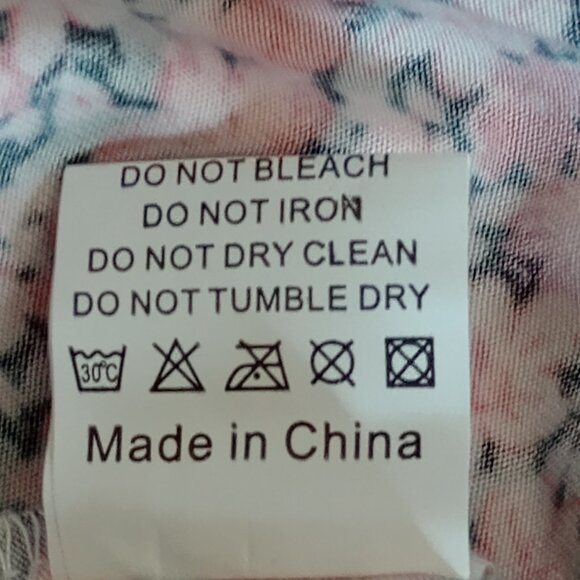 DO NOT BLEACH
DO NOT IRON
DO NOT DRY CLEAN
DO NOT TUMBLE DRY
30°C
Made in China